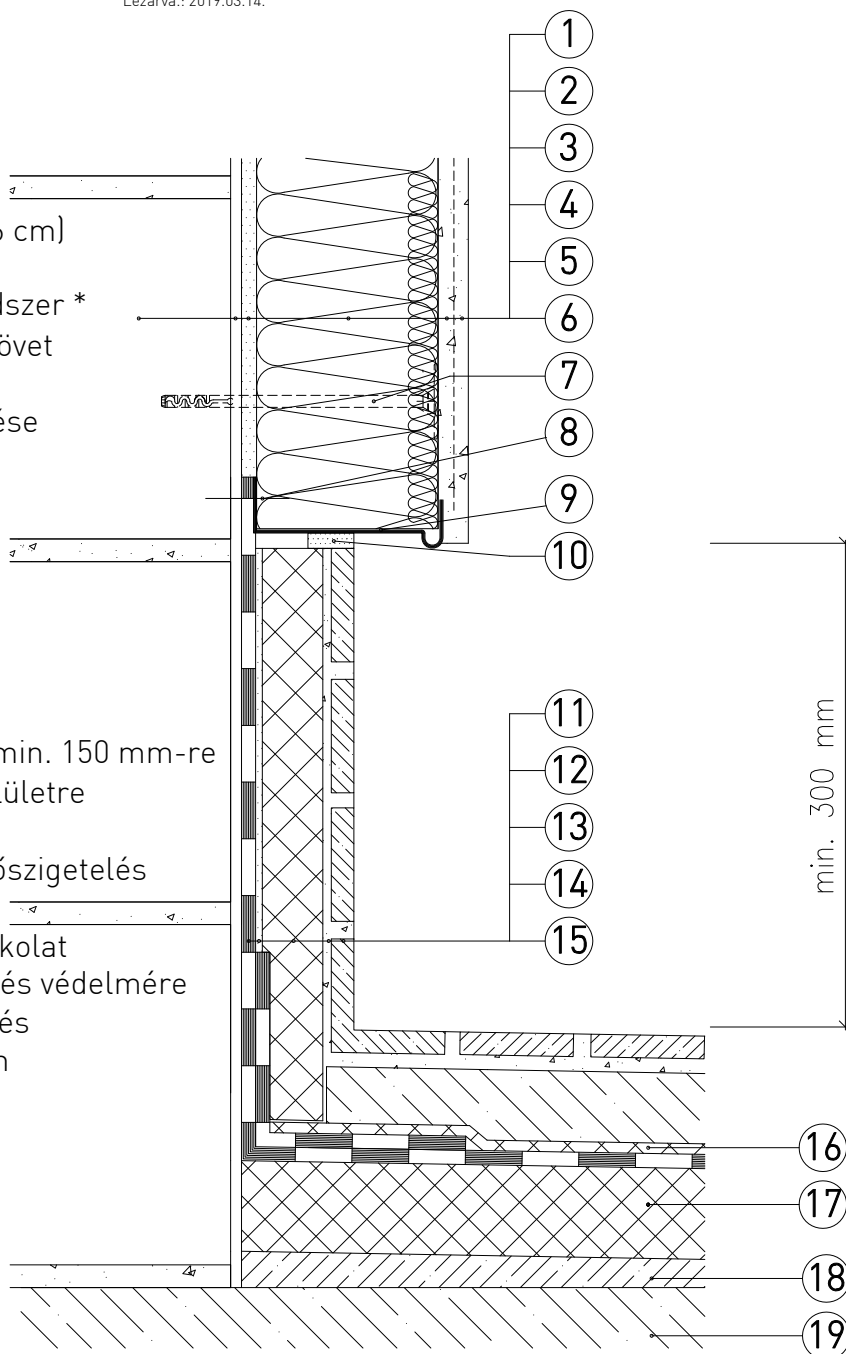 Lezárva.: 2019.03.14.
1
2
3
4
5
6
7
8
9
10
cm)
dszer *
övet
ése
11
12
13
14
15
min. 150 mm-re
ületre
őszigetelés
kolat
és védelmére
és
min. 300 mm
16
17
18
19